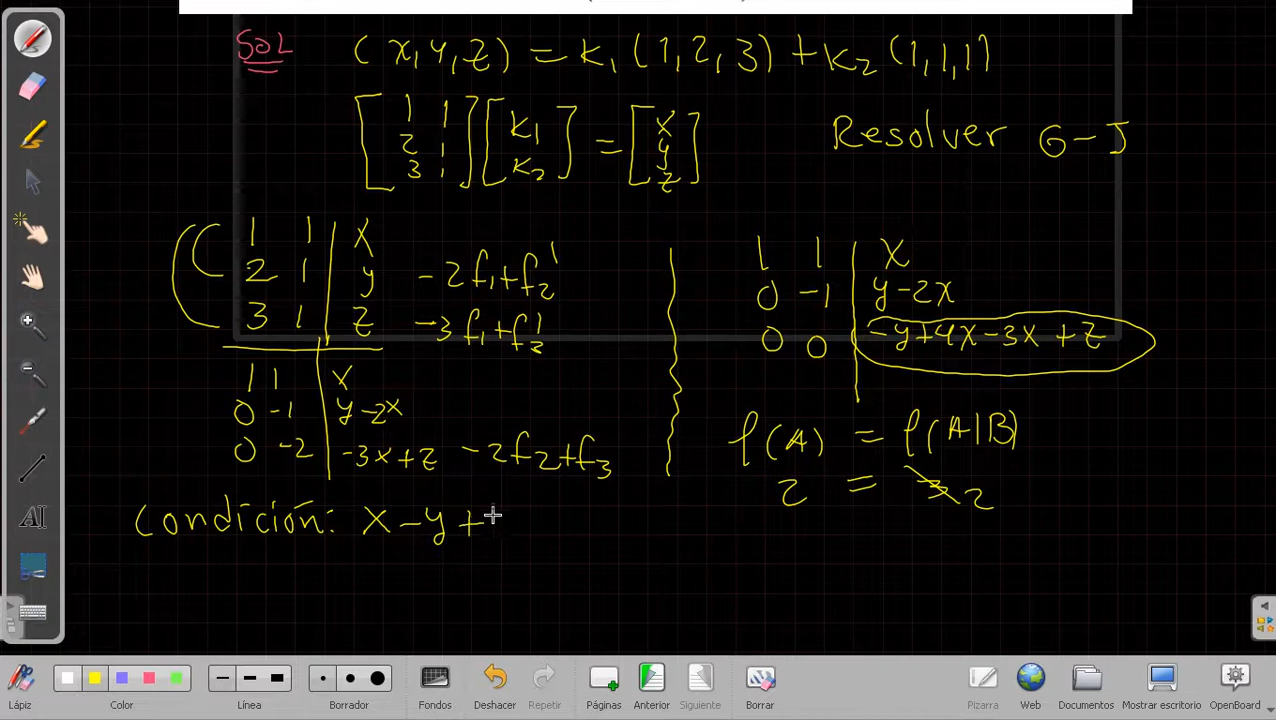 Sol (x, y, z) = k₁ (1, 2, 3) + k₂ (1, 1, 1)
[1 1 [k₁ [x
2 1 k₂] = y
3 1] z] Resolver G-J
1 1 | x
2 1 | y -2f₁+f₂'
3 1 | z -3f₁+f₃'
1 1 | x
0 -1 | y-2x
0 -2 | -3x+z -2f₂+f₃
1 1 | x
0 -1 | y-2x
0 0 | -y+4x-3x+z
ρ(A) = ρ(A|B)
2 = 3 2
Condición: x-y+
Lápiz Color Línea Borrador Fondos Deshacer Repetir Páginas Anterior Siguiente Borrar Pizarra Web Documentos Mostrar escritorio OpenBoard